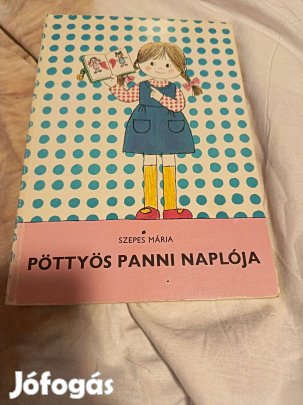 SZEPES MÁRIA
PÖTTYÖS PANNI NAPLÓJA
Jófogás